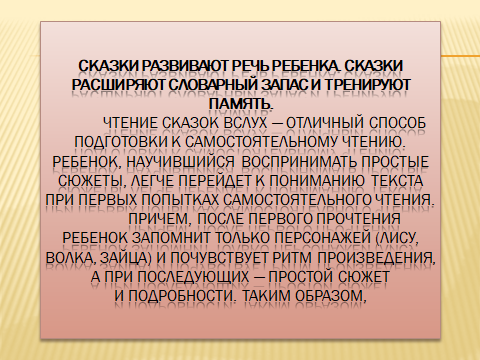 СКАЗКИ РАЗВИВАЮТ РЕЧЬ РЕБЕНКА. СКАЗКИ
РАСШИРЯЮТ СЛОВАРНЫЙ ЗАПАС И ТРЕНИРУЮТ
ПАМЯТЬ.
ЧТЕНИЕ СКАЗОК ВСЛУХ – ОТЛИЧНЫЙ СПОСОБ
ПОДГОТОВКИ К САМОСТОЯТЕЛЬНОМУ ЧТЕНИЮ.
РЕБЕНОК, НАУЧИВШИЙСЯ ВОСПРИНИМАТЬ ПРОСТЫЕ
СЮЖЕТЫ, ЛЕГЧЕ ПЕРЕЙДЕТ К ПОНИМАНИЮ ТЕКСТА
ПРИ ПЕРВЫХ ПОПЫТКАХ САМОСТОЯТЕЛЬНОГО ЧТЕНИЯ.
ПРИЧЕМ, ПОСЛЕ ПЕРВОГО ПРОЧТЕНИЯ
РЕБЕНОК ЗАПОМНИТ ТОЛЬКО ПЕРСОНАЖЕЙ (ЛИСУ,
ВОЛКА, ЗАЙЦА) И ПОЧУВСТВУЕТ РИТМ ПРОИЗВЕДЕНИЯ,
А ПРИ ПОСЛЕДУЮЩИХ – ПРОСТОЙ СЮЖЕТ
И ПОДРОБНОСТИ. ТАКИМ ОБРАЗОМ,